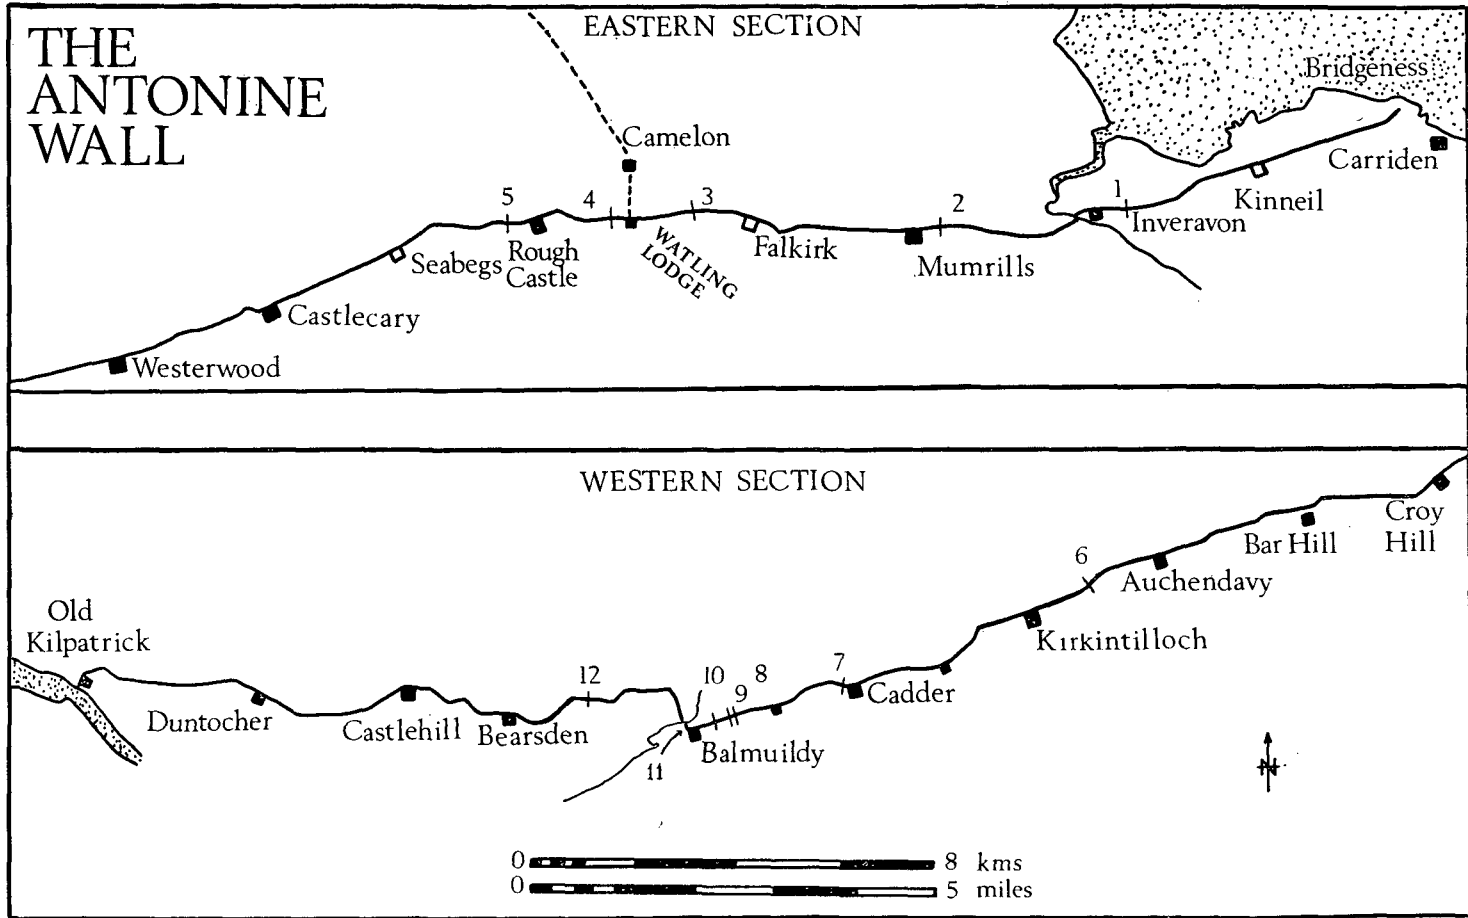 THE
ANTONINE
WALL
EASTERN SECTION
Bridgeness
Camelon
Carriden
5
4
3
2
1
Kinneil
Inveravon
Rough
Castle
Seabegs
WATLING
LODGE
Falkirk
Mumrills
Castlecary
Westerwood
WESTERN SECTION
Croy
Hill
Bar Hill
6
Auchendavy
Old
Kilpatrick
Kirkintilloch
12
10
9
8
7
Cadder
Duntocher
Castlehill
Bearsden
11
Balmuildy
N
0 8 kms
0 5 miles